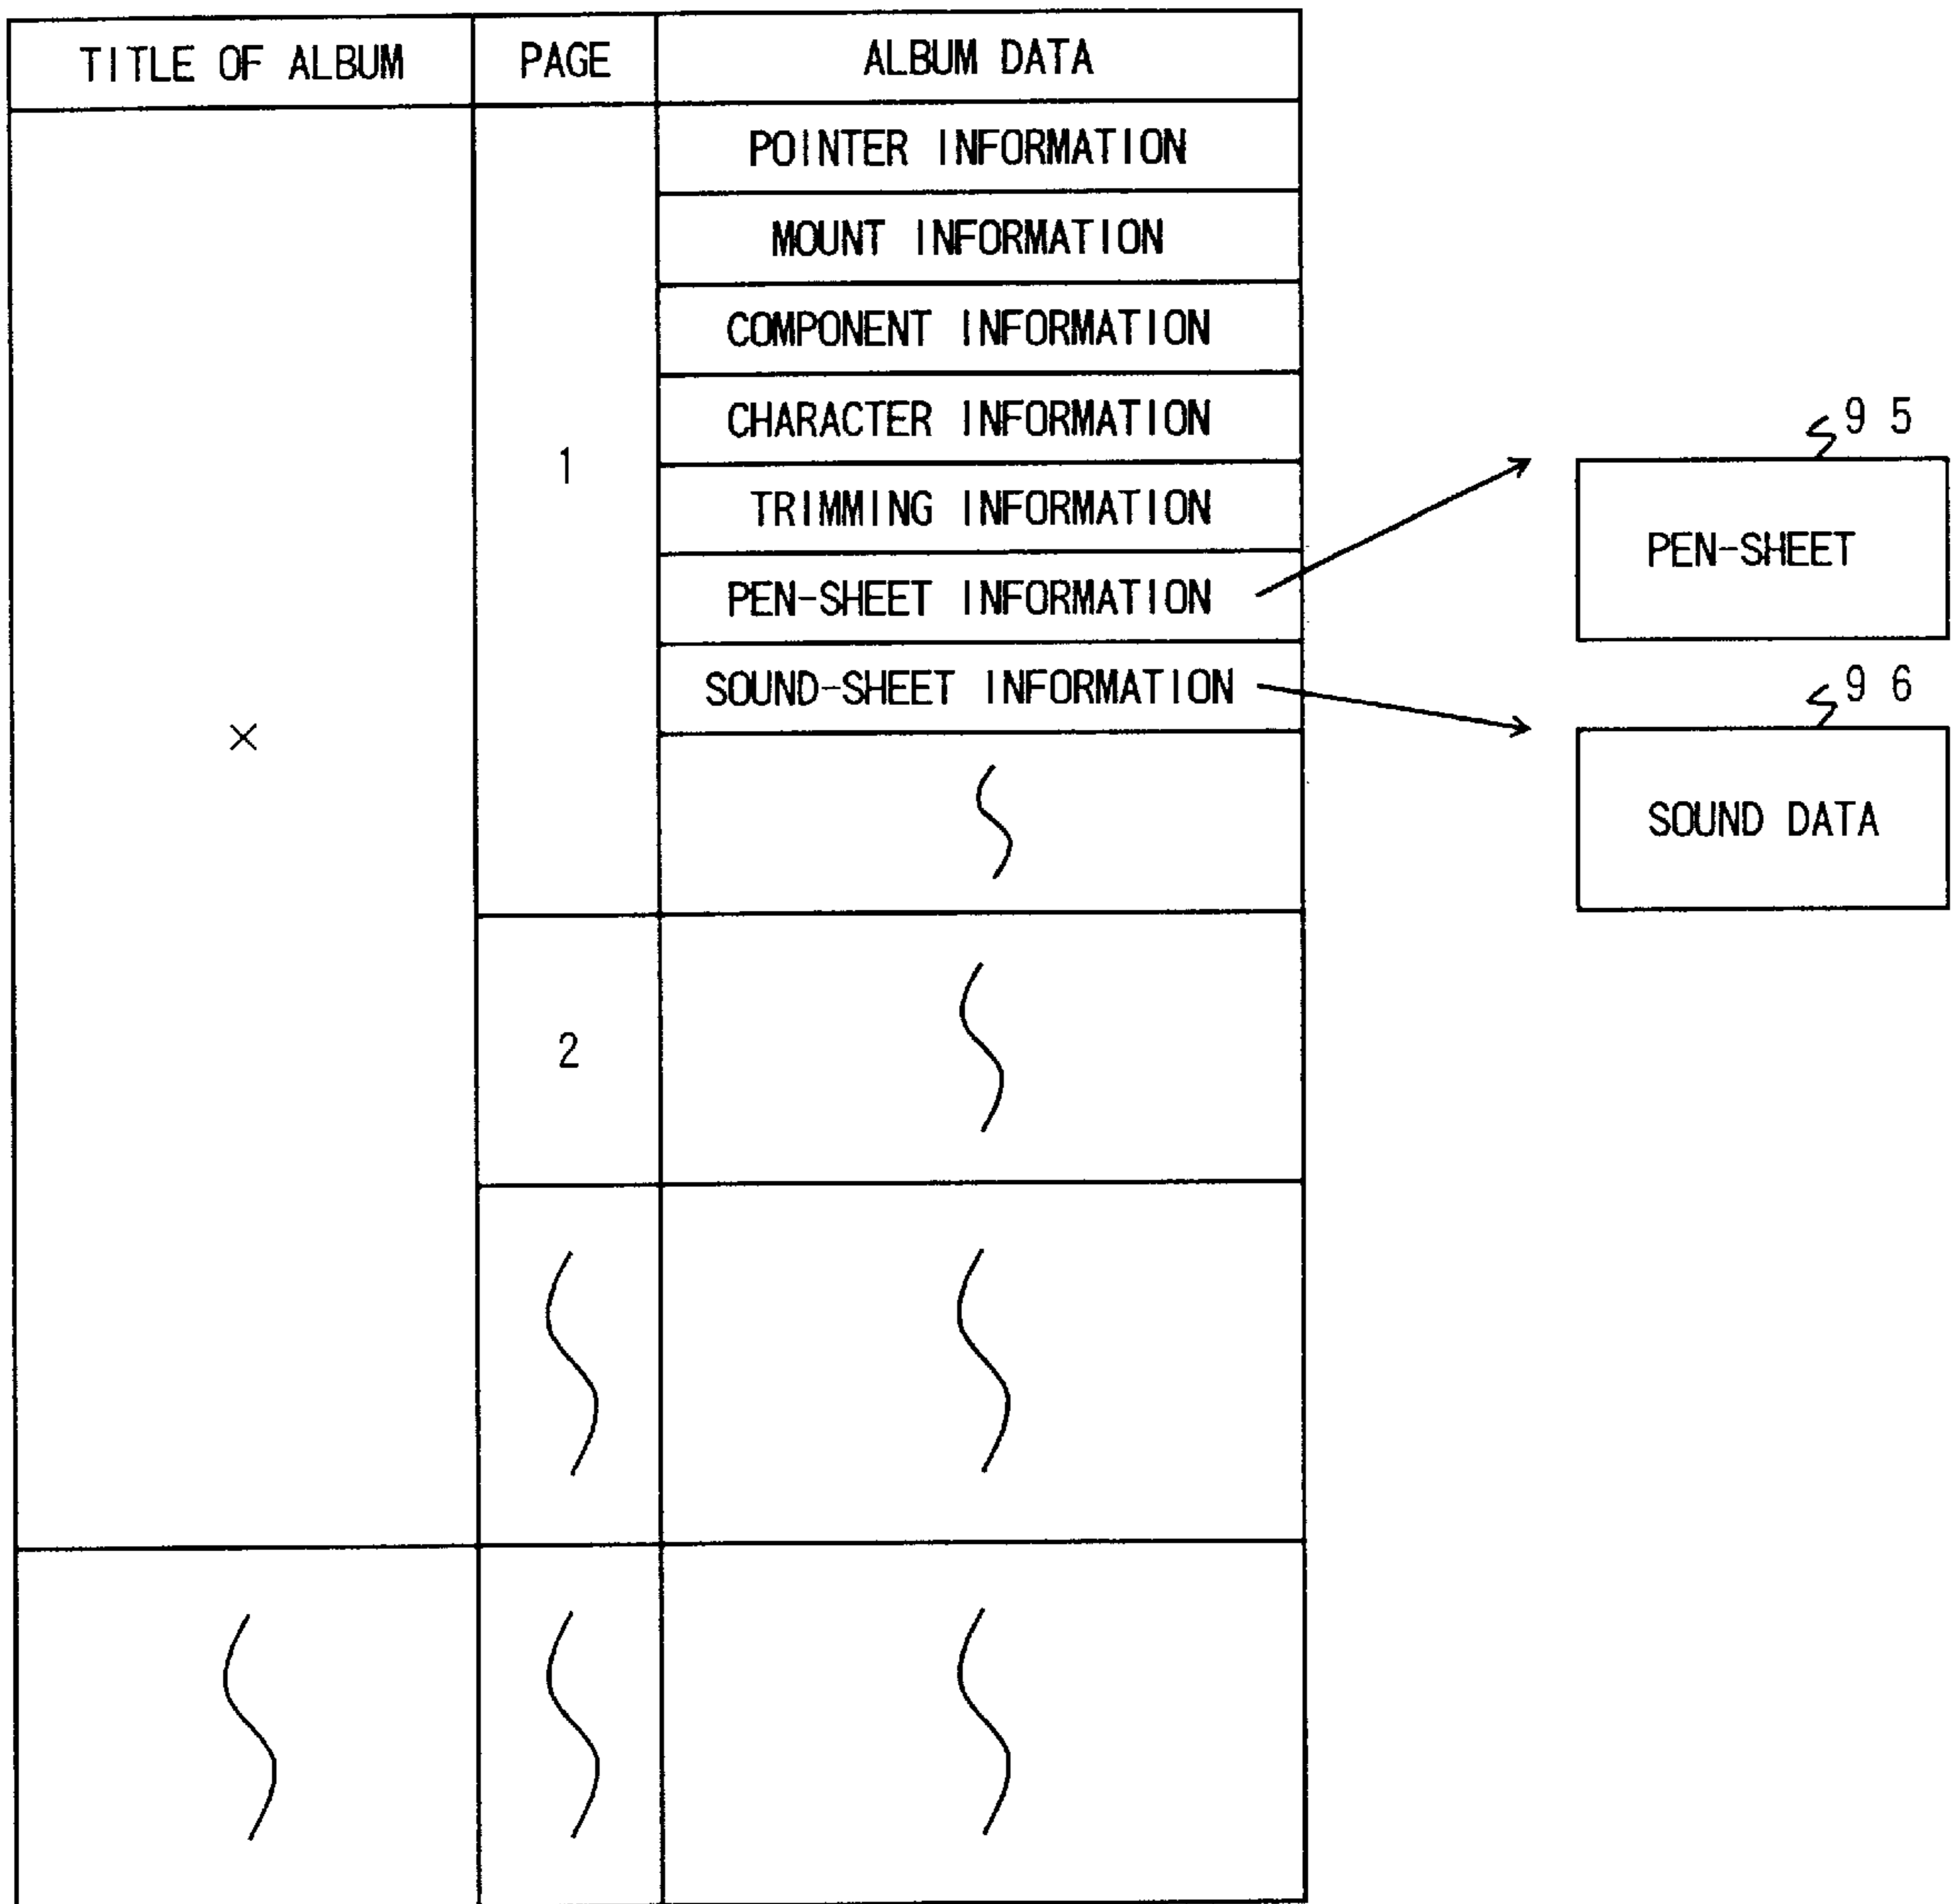 TITLE OF ALBUM PAGE ALBUM DATA
POINTER INFORMATION
MOUNT INFORMATION
COMPONENT INFORMATION
CHARACTER INFORMATION
1
TRIMMING INFORMATION
PEN-SHEET INFORMATION
SOUND-SHEET INFORMATION
×
2
95
PEN-SHEET
96
SOUND DATA